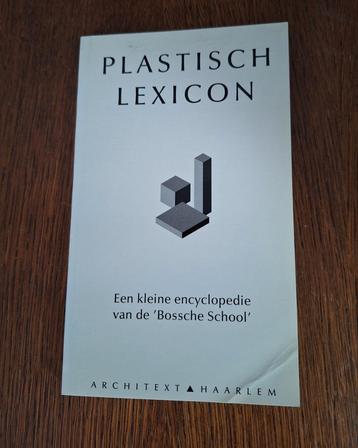 PLASTISCH
LEXICON
Een kleine encyclopedie
van de 'Bossche School'
ARCHITEXT▲HAARLEM